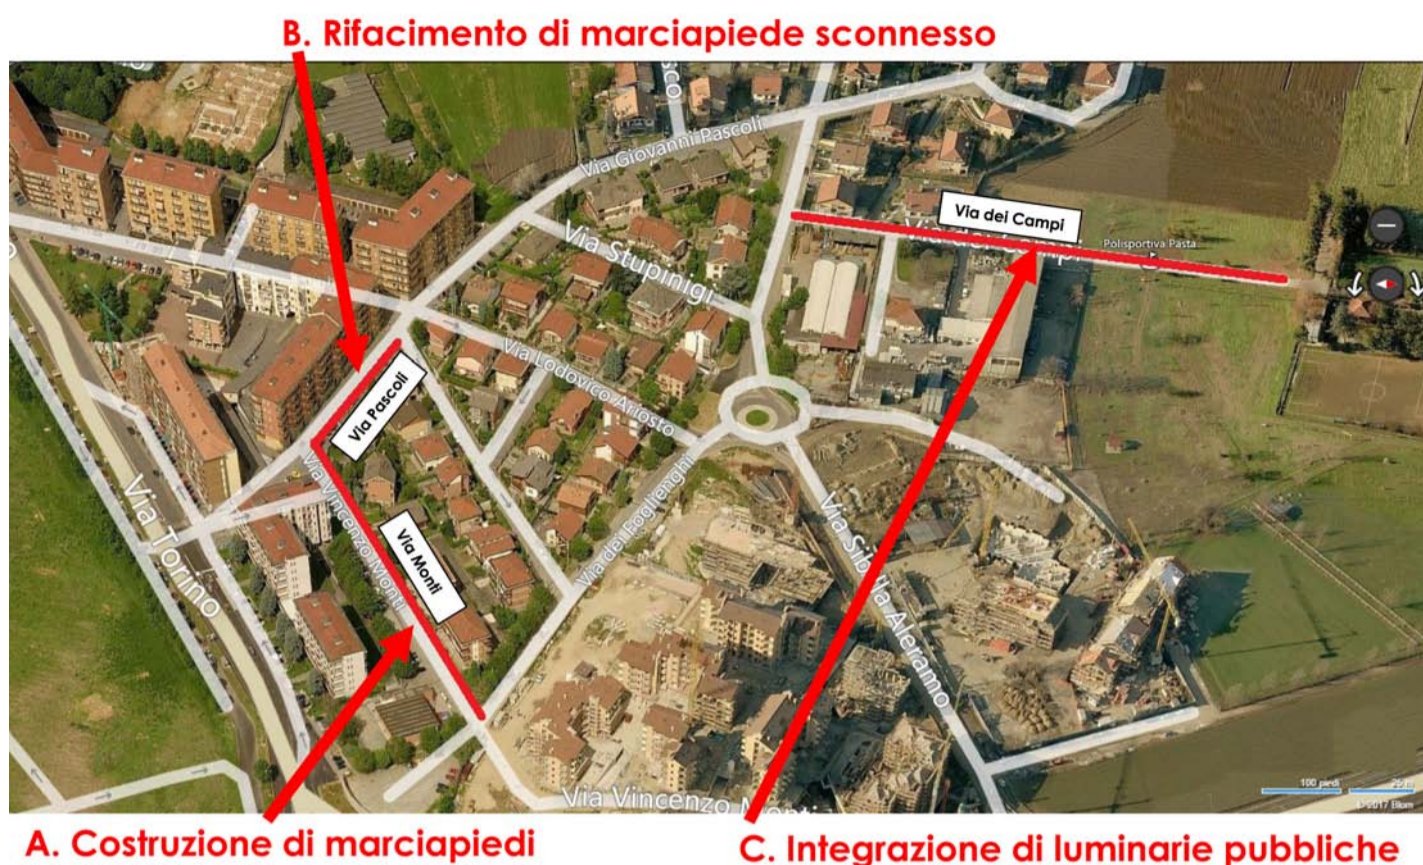 B. Rifacimento di marciapiede sconnesso
Via Giovanni Pascoli
Via dei Campi
Polisportiva Pasta
Via Stupinigi
Via Lodovico Ariosto
Via Pascoli
Via Vincenzo Monti
Via Torino
Via Monti
Via dei Foglienghi
Via Sibilla Aleramo
Via Vincenzo Monti
100 piedi
© 2017 Blom
A. Costruzione di marciapiedi
C. Integrazione di luminarie pubbliche